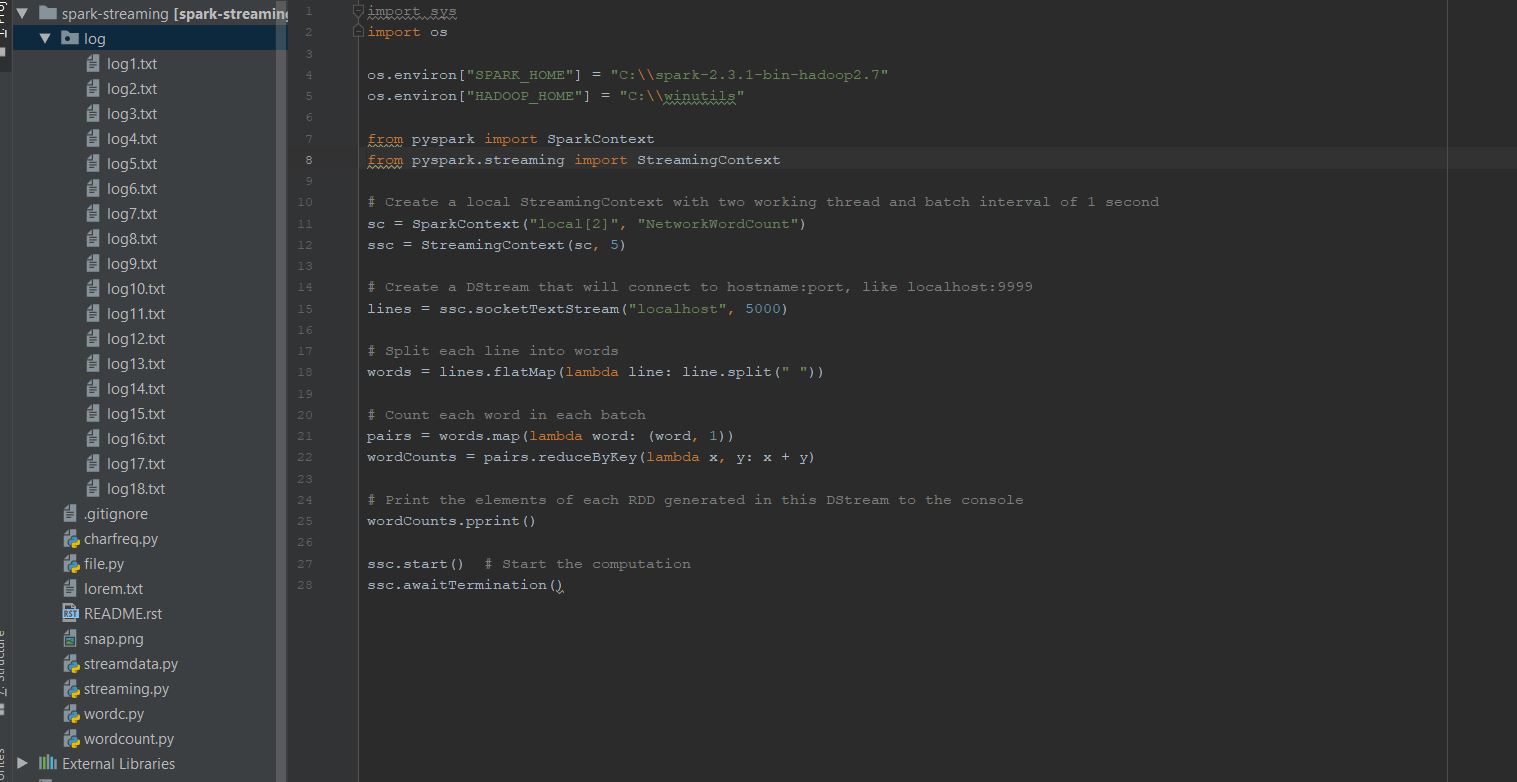 spark-streaming [spark-streaming
log
log1.txt
log2.txt
log3.txt
log4.txt
log5.txt
log6.txt
log7.txt
log8.txt
log9.txt
log10.txt
log11.txt
log12.txt
log13.txt
log14.txt
log15.txt
log16.txt
log17.txt
log18.txt
.gitignore
charfreq.py
file.py
lorem.txt
README.rst
snap.png
streamdata.py
streaming.py
wordc.py
wordcount.py
External Libraries
1 import sys
2 import os
3
4 os.environ["SPARK_HOME"] = "C:\\spark-2.3.1-bin-hadoop2.7"
5 os.environ["HADOOP_HOME"] = "C:\\winutils"
6
7 from pyspark import SparkContext
8 from pyspark.streaming import StreamingContext
9
10 # Create a local StreamingContext with two working thread and batch interval of 1 second
11 sc = SparkContext("local[2]", "NetworkWordCount")
12 ssc = StreamingContext(sc, 5)
13
14 # Create a DStream that will connect to hostname:port, like localhost:9999
15 lines = ssc.socketTextStream("localhost", 5000)
16
17 # Split each line into words
18 words = lines.flatMap(lambda line: line.split(" "))
19
20 # Count each word in each batch
21 pairs = words.map(lambda word: (word, 1))
22 wordCounts = pairs.reduceByKey(lambda x, y: x + y)
23
24 # Print the elements of each RDD generated in this DStream to the console
25 wordCounts.pprint()
26
27 ssc.start()  # Start the computation
28 ssc.awaitTermination()